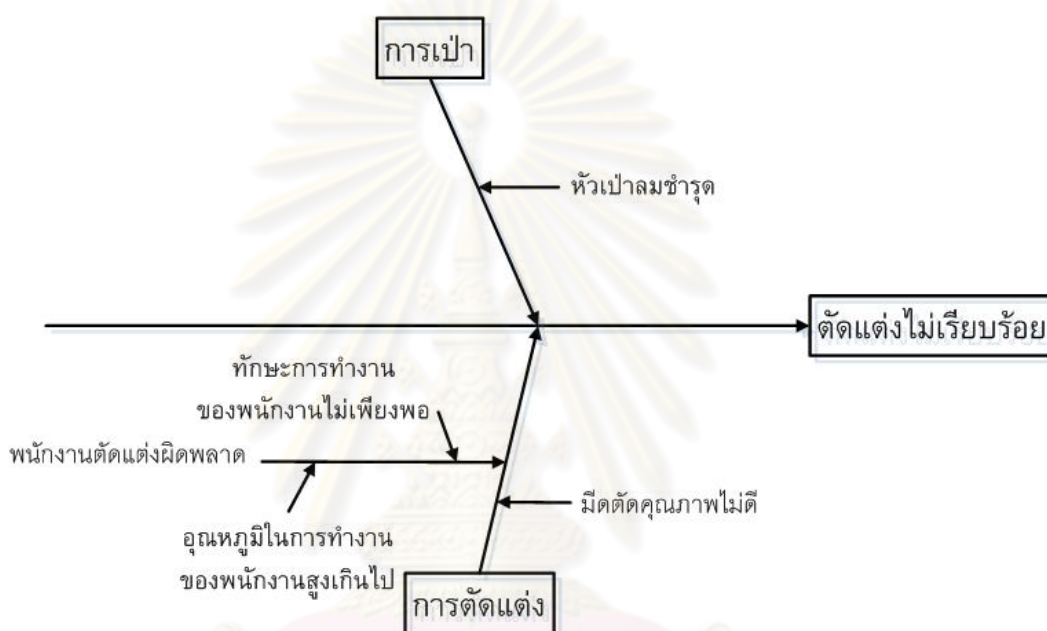 การเป่า
หัวเป่าลมชำรุด
ตัดแต่งไม่เรียบร้อย
ทักษะการทำงาน
ของพนักงานไม่เพียงพอ
พนักงานตัดแต่งผิดพลาด
มีดตัดคุณภาพไม่ดี
อุณหภูมิในการทำงาน
ของพนักงานสูงเกินไป
การตัดแต่ง